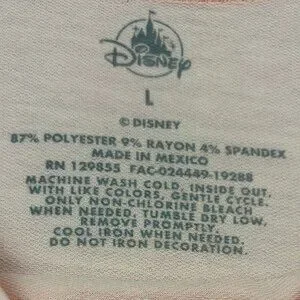 Disney
L
© DISNEY
87% POLYESTER 9% RAYON 4% SPANDEX
MADE IN MEXICO
RN 129855 FAC-024449-19288
MACHINE WASH COLD, INSIDE OUT,
WITH LIKE COLORS, GENTLE CYCLE.
ONLY NON-CHLORINE BLEACH
WHEN NEEDED, TUMBLE DRY LOW,
REMOVE PROMPTLY.
COOL IRON WHEN NEEDED.
DO NOT IRON DECORATION.